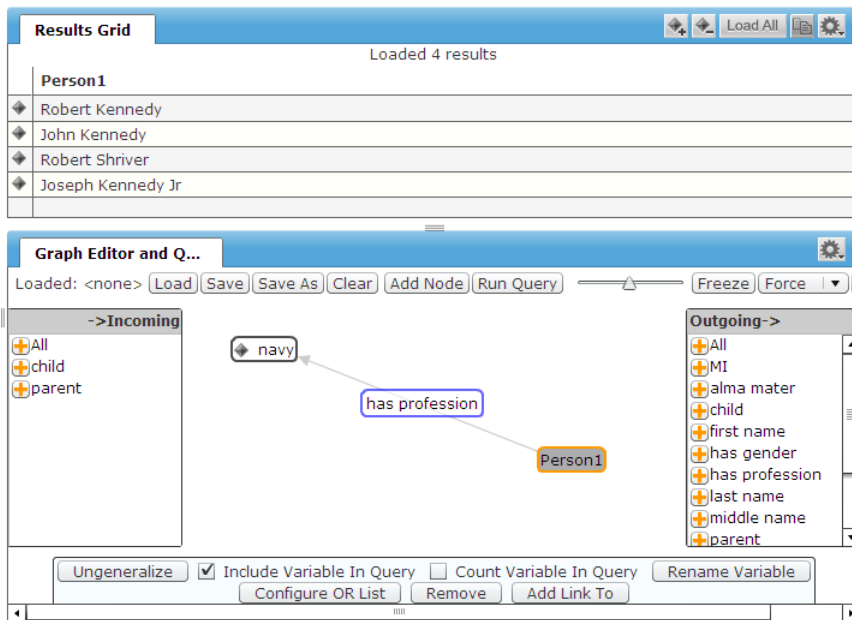 Results Grid
Load All
Loaded 4 results
Person1
Robert Kennedy
John Kennedy
Robert Shriver
Joseph Kennedy Jr
Graph Editor and Q...
Loaded: <none> Load Save Save As Clear Add Node Run Query Freeze Force
->Incoming
All
child
parent
navy
has profession
Person1
Outgoing->
All
MI
alma mater
child
first name
has gender
has profession
last name
middle name
parent
Ungeneralize Include Variable In Query Count Variable In Query Rename Variable
Configure OR List Remove Add Link To